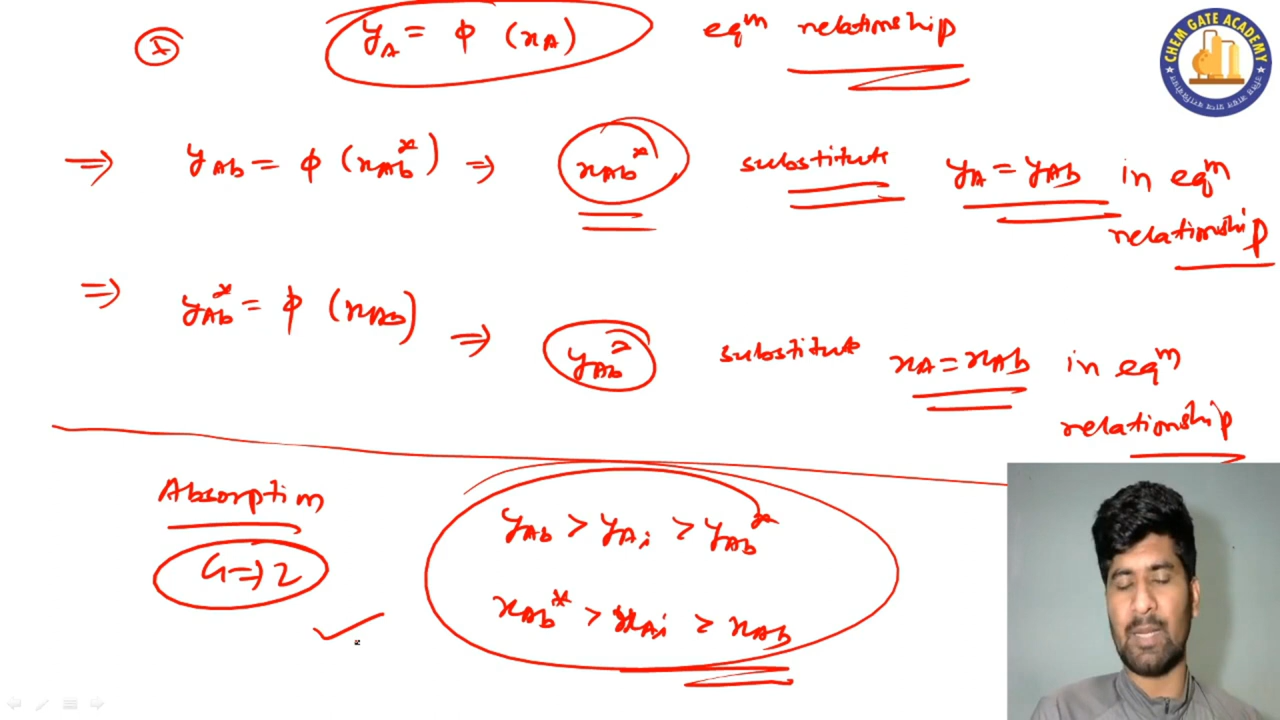 ① y_A = ϕ (x_A) eqᵐ relationship
CHEM GATE ACADEMY
⇒ y_Ab = ϕ (x_Ab*) ⇒ x_Ab* substitute y_A = y_Ab in eqᵐ
relationship
⇒ y_Ab* = ϕ (x_Ab) ⇒ y_Ab* substitute x_A = x_Ab in eqᵐ
relationship
Absorption
y_Ab > y_Ai > y_Ab*
G ⇒ L
x_Ab* > x_Ai > x_Ab